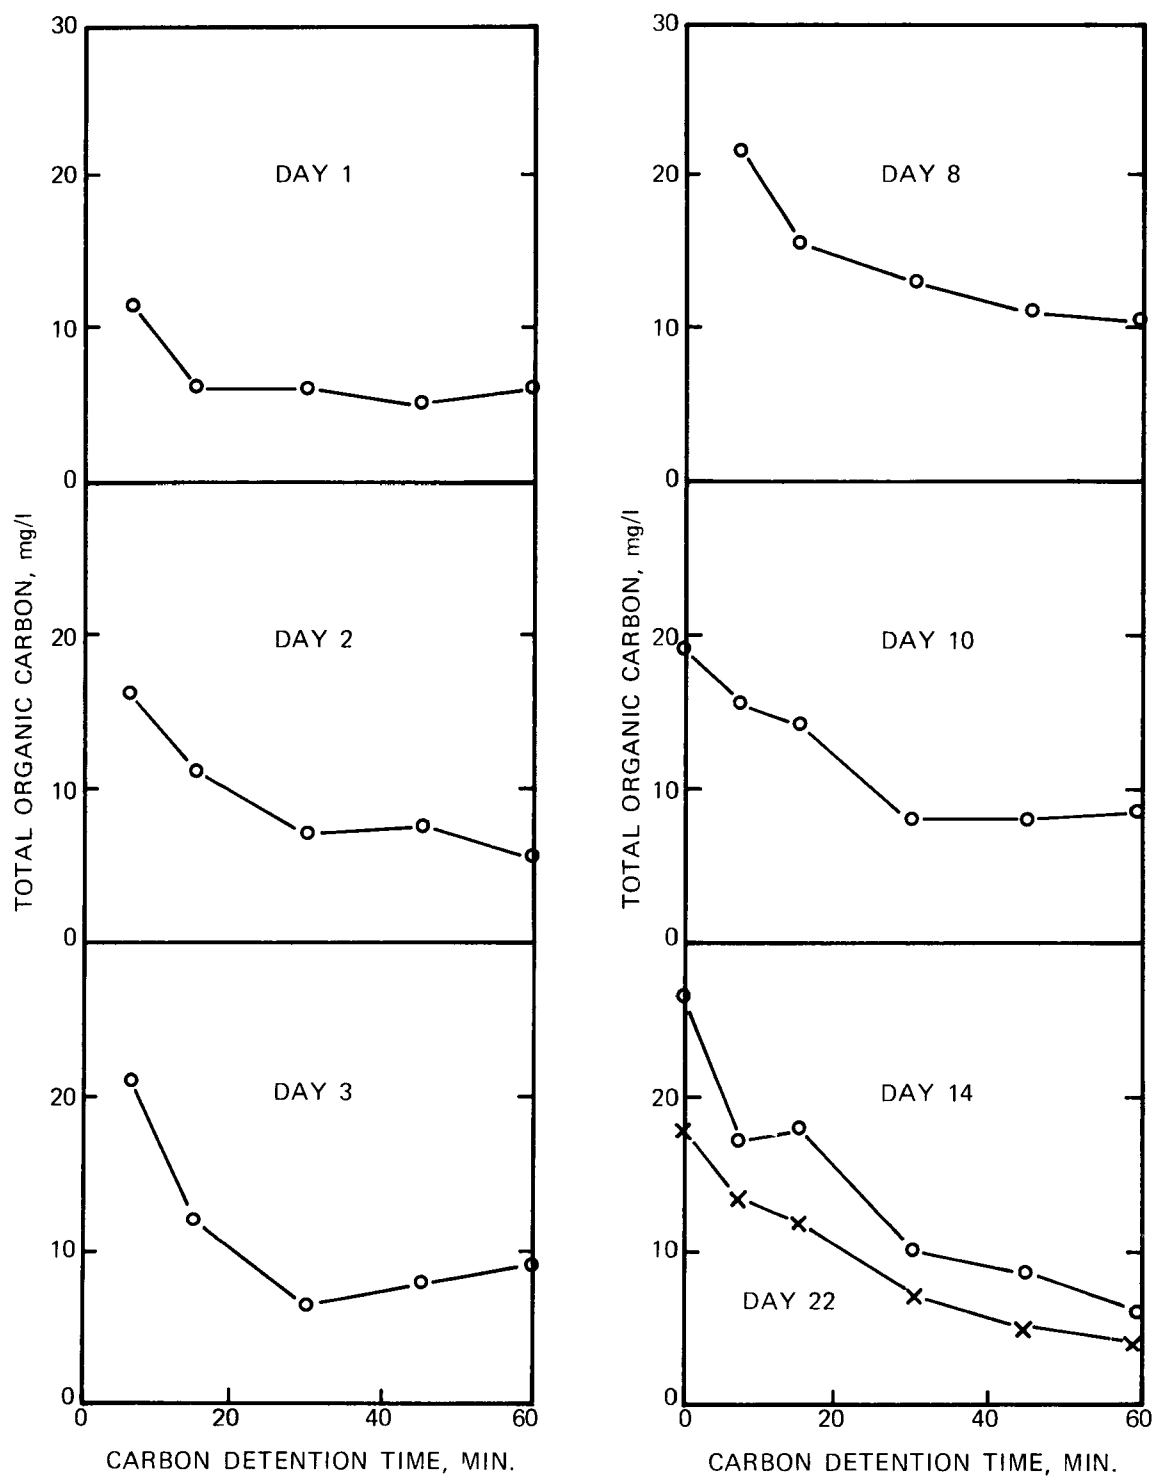 30
20
DAY 1
10
0
20
DAY 2
10
0
20
DAY 3
10
0
0
20
40
60
TOTAL ORGANIC CARBON, mg/l
CARBON DETENTION TIME, MIN.
30
20
DAY 8
10
0
20
DAY 10
10
0
20
DAY 14
10
DAY 22
0
0
20
40
60
TOTAL ORGANIC CARBON, mg/l
CARBON DETENTION TIME, MIN.